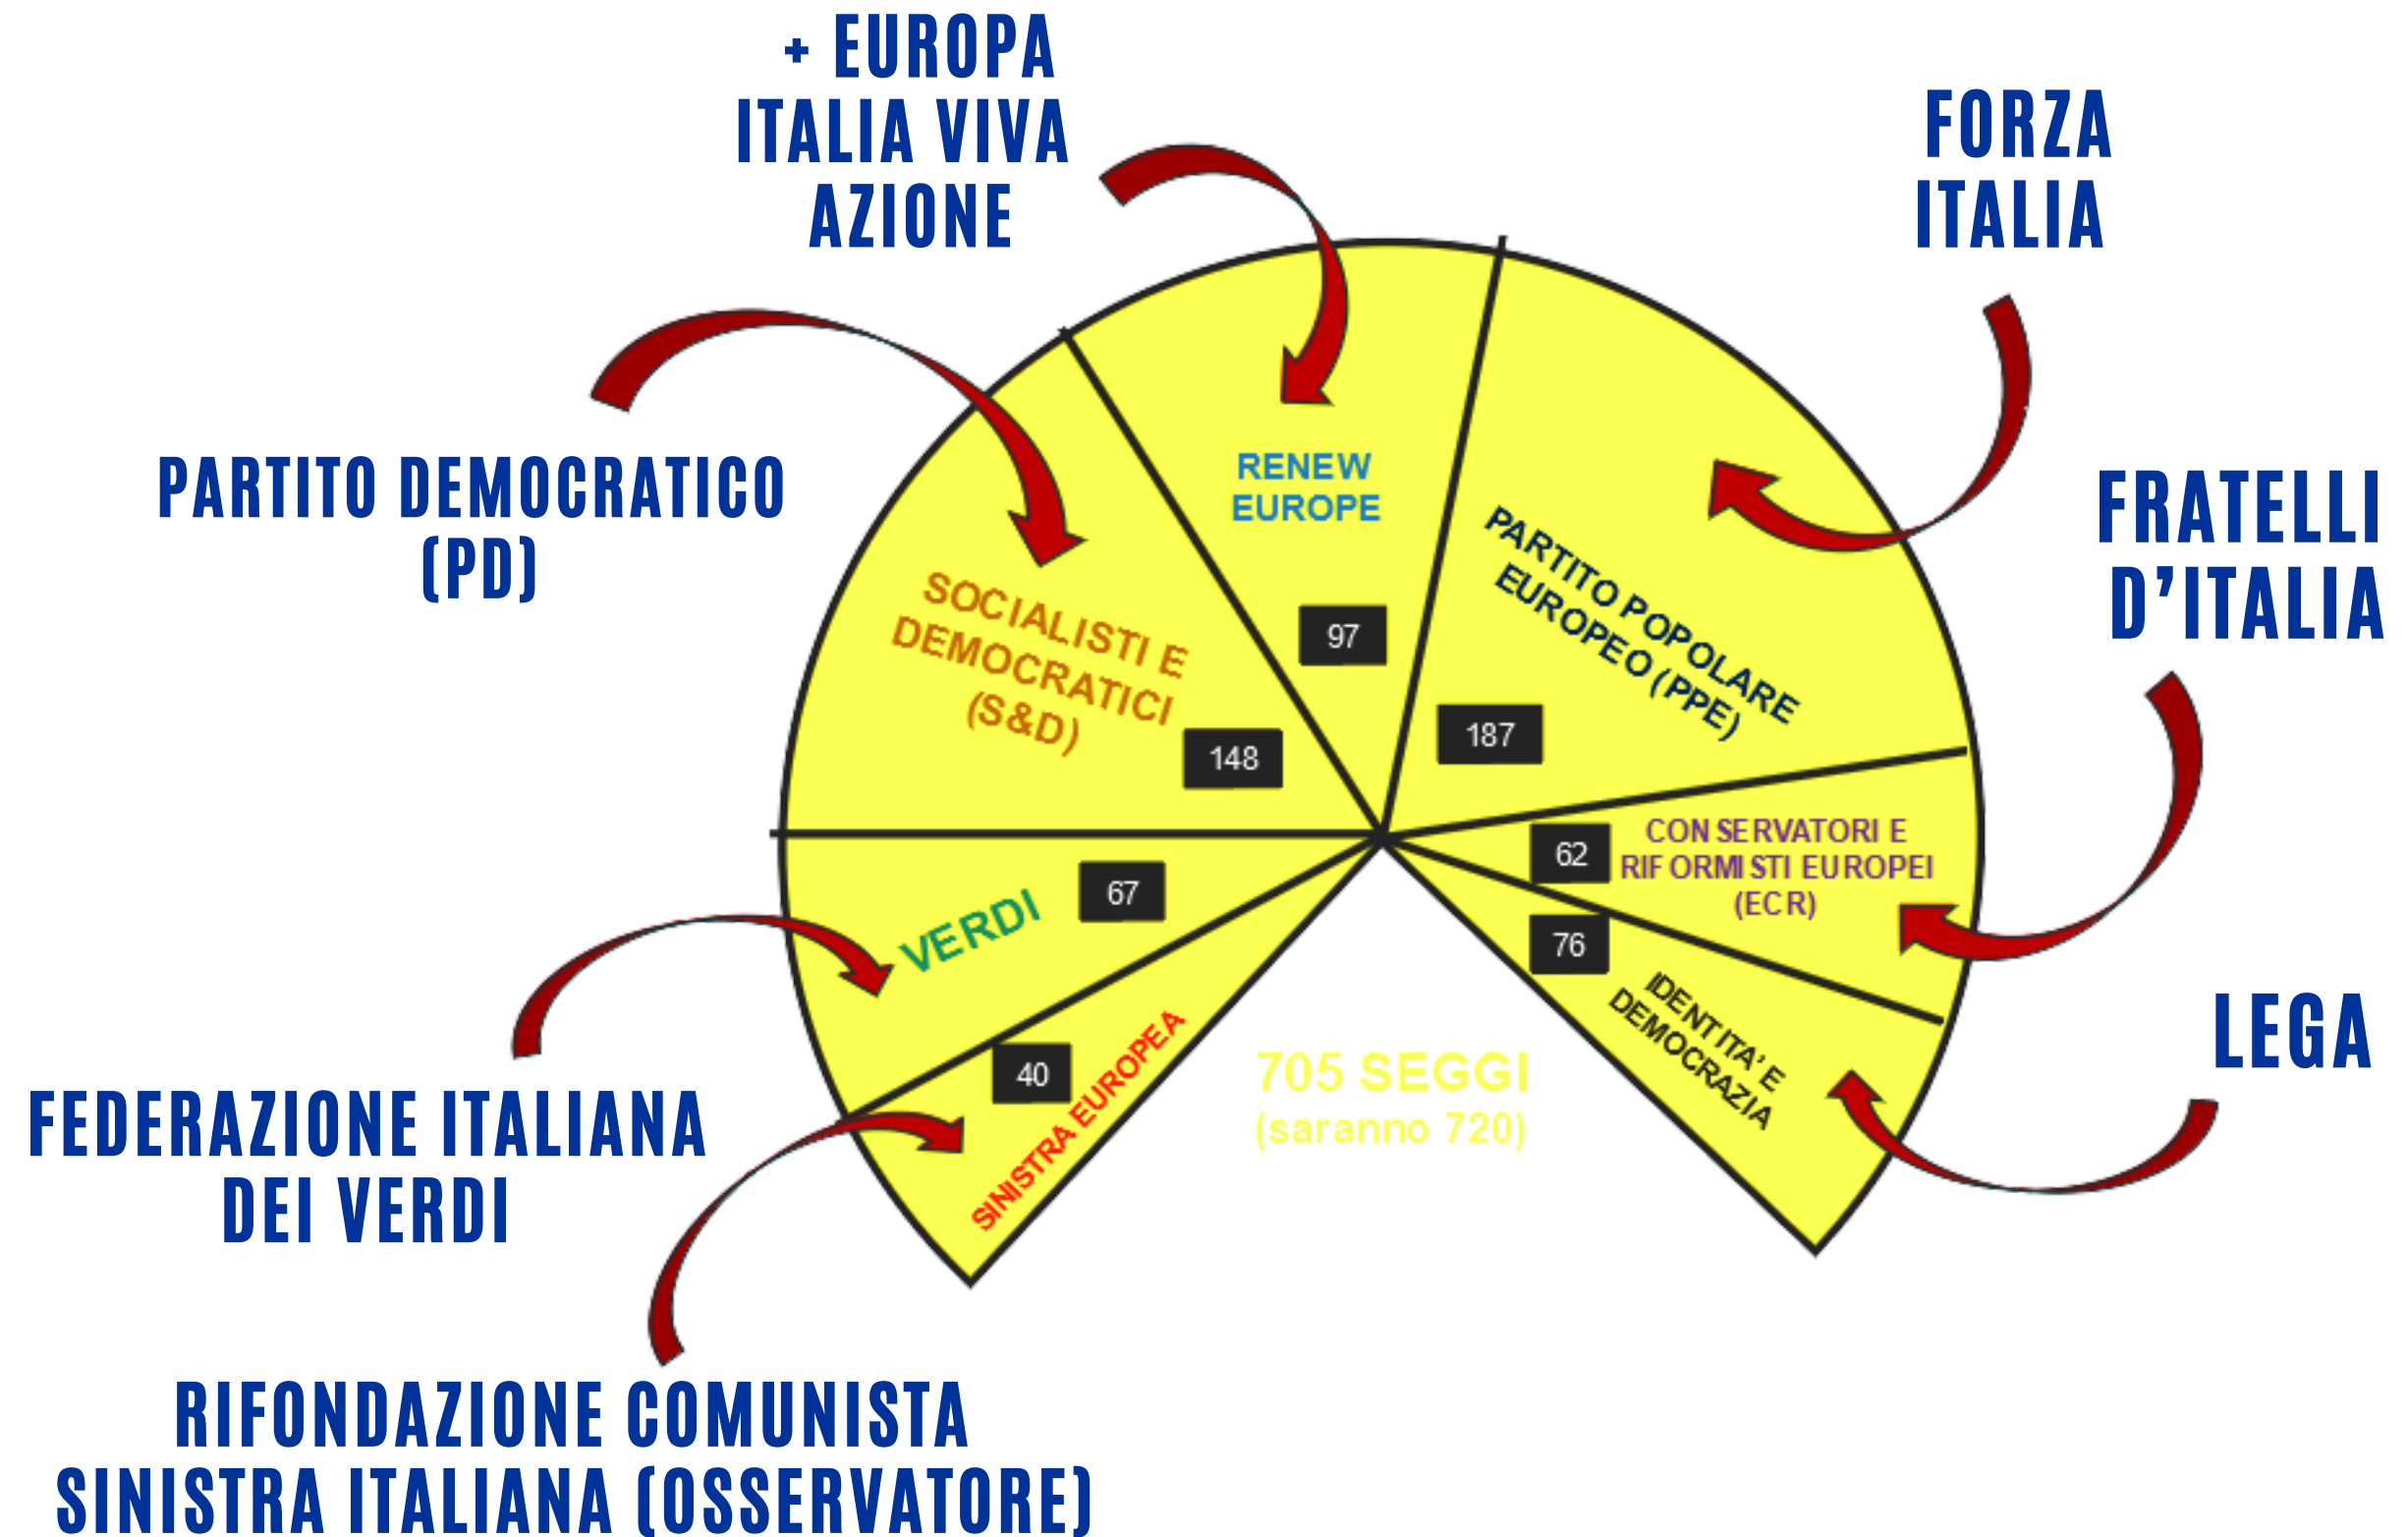 + EUROPA
ITALIA VIVA
AZIONE
FORZA
ITALIA
PARTITO DEMOCRATICO
(PD)
FRATELLI
D’ITALIA
RENEW
EUROPE
97
PARTITO POPOLARE
EUROPEO (PPE)
187
SOCIALISTI E
DEMOCRATICI
(S&D)
148
62
CONSERVATORI E
RIFORMISTI EUROPEI
(ECR)
67
VERDI
76
IDENTITA’ E
DEMOCRAZIA
LEGA
40
SINISTRA EUROPEA
705 SEGGI
(saranno 720)
FEDERAZIONE ITALIANA
DEI VERDI
RIFONDAZIONE COMUNISTA
SINISTRA ITALIANA (OSSERVATORE)